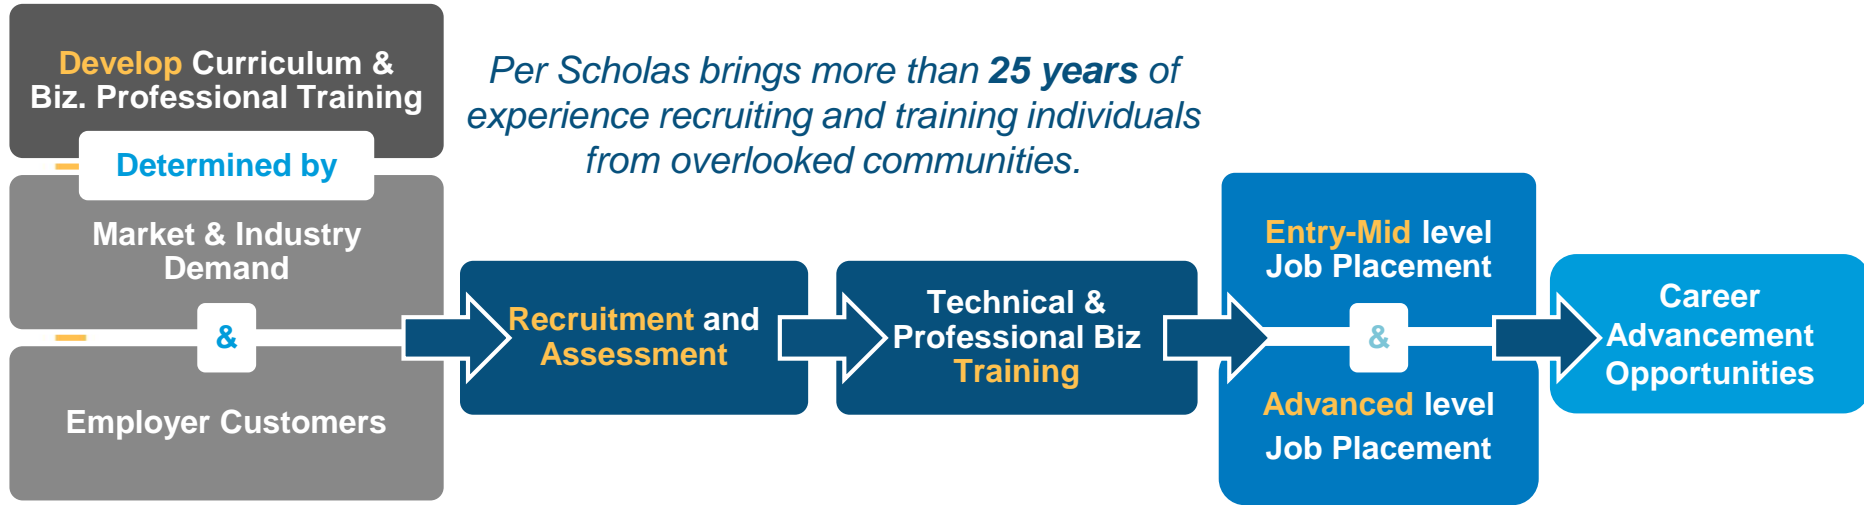 Develop Curriculum &
Biz. Professional Training
Determined by
Market & Industry
Demand
&
Employer Customers
Per Scholas brings more than 25 years of
experience recruiting and training individuals
from overlooked communities.
Recruitment and
Assessment
Technical &
Professional Biz
Training
Entry-Mid level
Job Placement
&
Advanced level
Job Placement
Career
Advancement
Opportunities